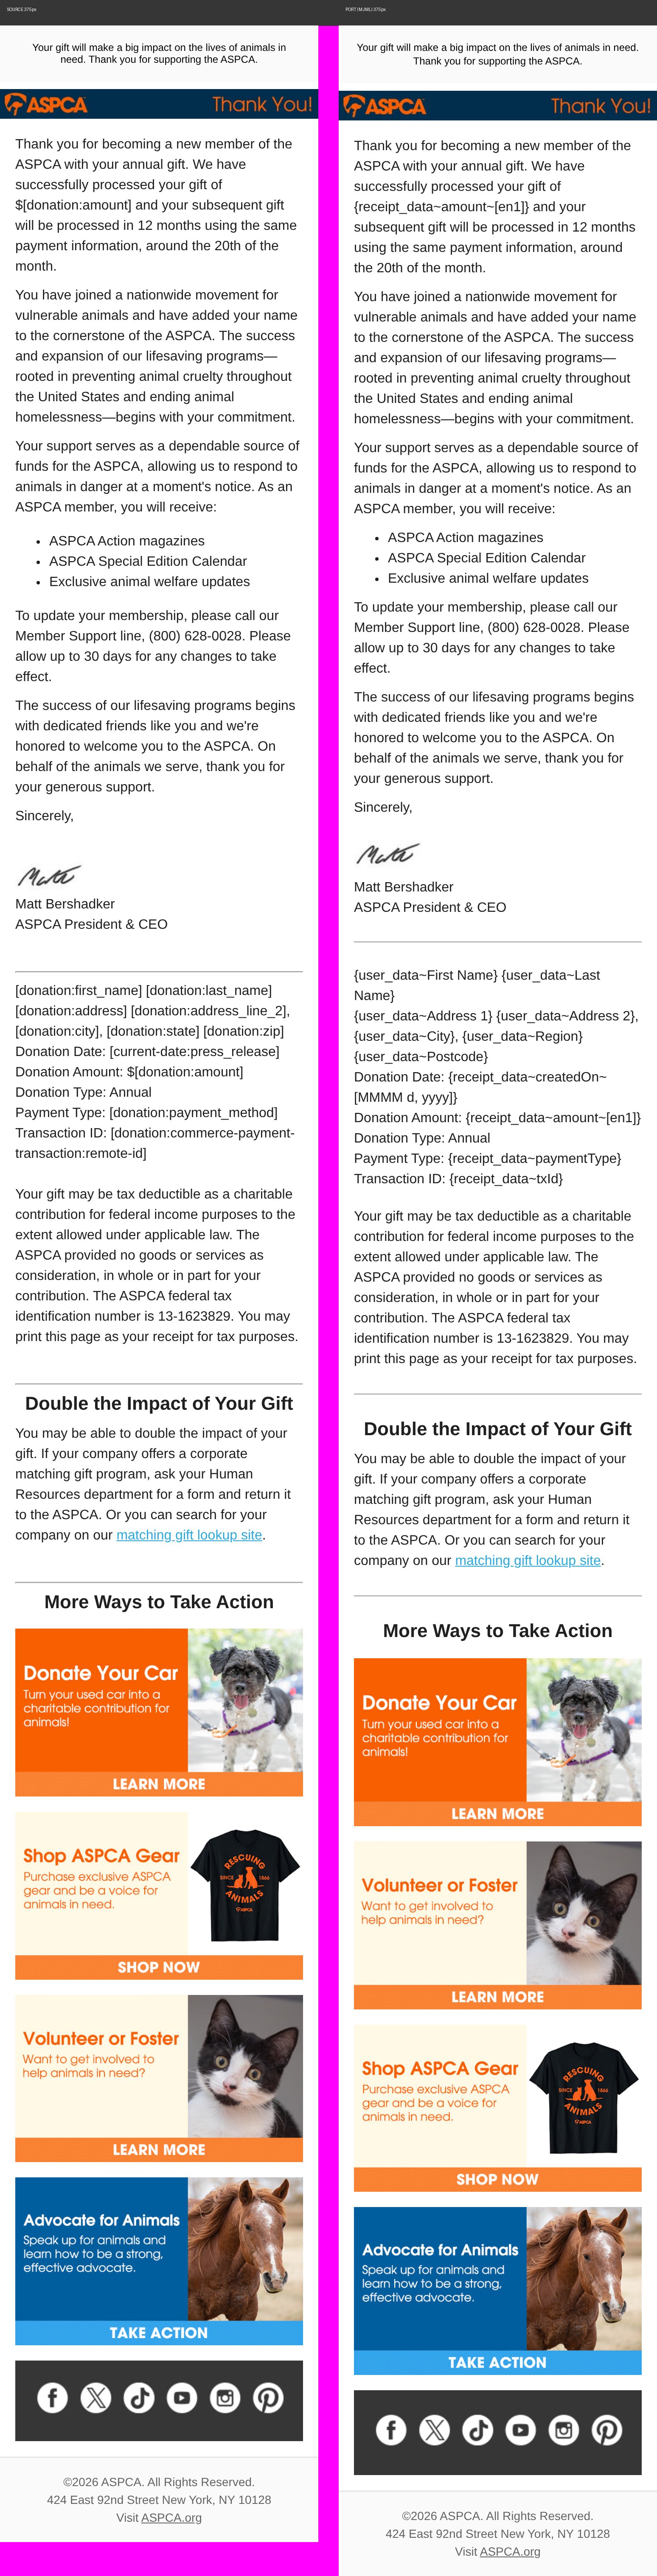 SOURCE 375px
Your gift will make a big impact on the lives of animals in
need. Thank you for supporting the ASPCA.
ASPCA
Thank You!
Thank you for becoming a new member of the
ASPCA with your annual gift. We have
successfully processed your gift of
$[donation:amount] and your subsequent gift
will be processed in 12 months using the same
payment information, around the 20th of the
month.
You have joined a nationwide movement for
vulnerable animals and have added your name
to the cornerstone of the ASPCA. The success
and expansion of our lifesaving programs—
rooted in preventing animal cruelty throughout
the United States and ending animal
homelessness—begins with your commitment.
Your support serves as a dependable source of
funds for the ASPCA, allowing us to respond to
animals in danger at a moment's notice. As an
ASPCA member, you will receive:
• ASPCA Action magazines
• ASPCA Special Edition Calendar
• Exclusive animal welfare updates
To update your membership, please call our
Member Support line, (800) 628-0028. Please
allow up to 30 days for any changes to take
effect.
The success of our lifesaving programs begins
with dedicated friends like you and we're
honored to welcome you to the ASPCA. On
behalf of the animals we serve, thank you for
your generous support.
Sincerely,
Matt
Matt Bershadker
ASPCA President & CEO
[donation:first_name] [donation:last_name]
[donation:address] [donation:address_line_2],
[donation:city], [donation:state] [donation:zip]
Donation Date: [current-date:press_release]
Donation Amount: $[donation:amount]
Donation Type: Annual
Payment Type: [donation:payment_method]
Transaction ID: [donation:commerce-payment-
transaction:remote-id]
Your gift may be tax deductible as a charitable
contribution for federal income purposes to the
extent allowed under applicable law. The
ASPCA provided no goods or services as
consideration, in whole or in part for your
contribution. The ASPCA federal tax
identification number is 13-1623829. You may
print this page as your receipt for tax purposes.
Double the Impact of Your Gift
You may be able to double the impact of your
gift. If your company offers a corporate
matching gift program, ask your Human
Resources department for a form and return it
to the ASPCA. Or you can search for your
company on our matching gift lookup site.
More Ways to Take Action
Donate Your Car
Turn your used car into a
charitable contribution for
animals!
LEARN MORE
Shop ASPCA Gear
Purchase exclusive ASPCA
gear and be a voice for
animals in need.
RESCUING
SINCE 1866
ANIMALS
ASPCA
SHOP NOW
Volunteer or Foster
Want to get involved to
help animals in need?
LEARN MORE
Advocate for Animals
Speak up for animals and
learn how to be a strong,
effective advocate.
TAKE ACTION
©2026 ASPCA. All Rights Reserved.
424 East 92nd Street New York, NY 10128
Visit ASPCA.org
PORT (MJML) 375px
Your gift will make a big impact on the lives of animals in need.
Thank you for supporting the ASPCA.
ASPCA
Thank You!
Thank you for becoming a new member of the
ASPCA with your annual gift. We have
successfully processed your gift of
{receipt_data~amount~[en1]} and your
subsequent gift will be processed in 12 months
using the same payment information, around
the 20th of the month.
You have joined a nationwide movement for
vulnerable animals and have added your name
to the cornerstone of the ASPCA. The success
and expansion of our lifesaving programs—
rooted in preventing animal cruelty throughout
the United States and ending animal
homelessness—begins with your commitment.
Your support serves as a dependable source of
funds for the ASPCA, allowing us to respond to
animals in danger at a moment's notice. As an
ASPCA member, you will receive:
• ASPCA Action magazines
• ASPCA Special Edition Calendar
• Exclusive animal welfare updates
To update your membership, please call our
Member Support line, (800) 628-0028. Please
allow up to 30 days for any changes to take
effect.
The success of our lifesaving programs begins
with dedicated friends like you and we're
honored to welcome you to the ASPCA. On
behalf of the animals we serve, thank you for
your generous support.
Sincerely,
Matt
Matt Bershadker
ASPCA President & CEO
{user_data~First Name} {user_data~Last
Name}
{user_data~Address 1} {user_data~Address 2},
{user_data~City}, {user_data~Region}
{user_data~Postcode}
Donation Date: {receipt_data~createdOn~
[MMMM d, yyyy]}
Donation Amount: {receipt_data~amount~[en1]}
Donation Type: Annual
Payment Type: {receipt_data~paymentType}
Transaction ID: {receipt_data~txId}
Your gift may be tax deductible as a charitable
contribution for federal income purposes to the
extent allowed under applicable law. The
ASPCA provided no goods or services as
consideration, in whole or in part for your
contribution. The ASPCA federal tax
identification number is 13-1623829. You may
print this page as your receipt for tax purposes.
Double the Impact of Your Gift
You may be able to double the impact of your
gift. If your company offers a corporate
matching gift program, ask your Human
Resources department for a form and return it
to the ASPCA. Or you can search for your
company on our matching gift lookup site.
More Ways to Take Action
Donate Your Car
Turn your used car into a
charitable contribution for
animals!
LEARN MORE
Volunteer or Foster
Want to get involved to
help animals in need?
LEARN MORE
Shop ASPCA Gear
Purchase exclusive ASPCA
gear and be a voice for
animals in need.
RESCUING
SINCE 1866
ANIMALS
ASPCA
SHOP NOW
Advocate for Animals
Speak up for animals and
learn how to be a strong,
effective advocate.
TAKE ACTION
©2026 ASPCA. All Rights Reserved.
424 East 92nd Street New York, NY 10128
Visit ASPCA.org